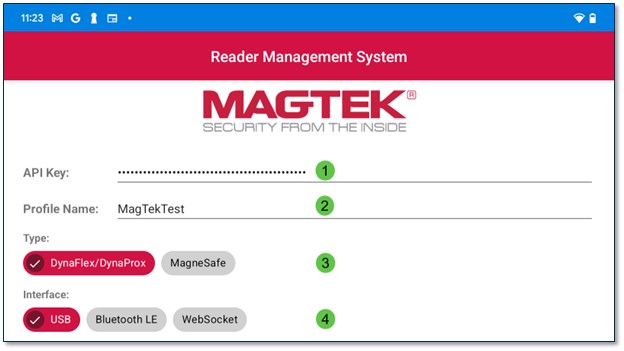 11:23
Reader Management System
MAGTEK®
SECURITY FROM THE INSIDE
API Key: •••••••••••••••••••••••••••••••••••••••••••• 1
Profile Name: MagTekTest 2
Type:
DynaFlex/DynaProx MagneSafe 3
Interface:
USB Bluetooth LE WebSocket 4